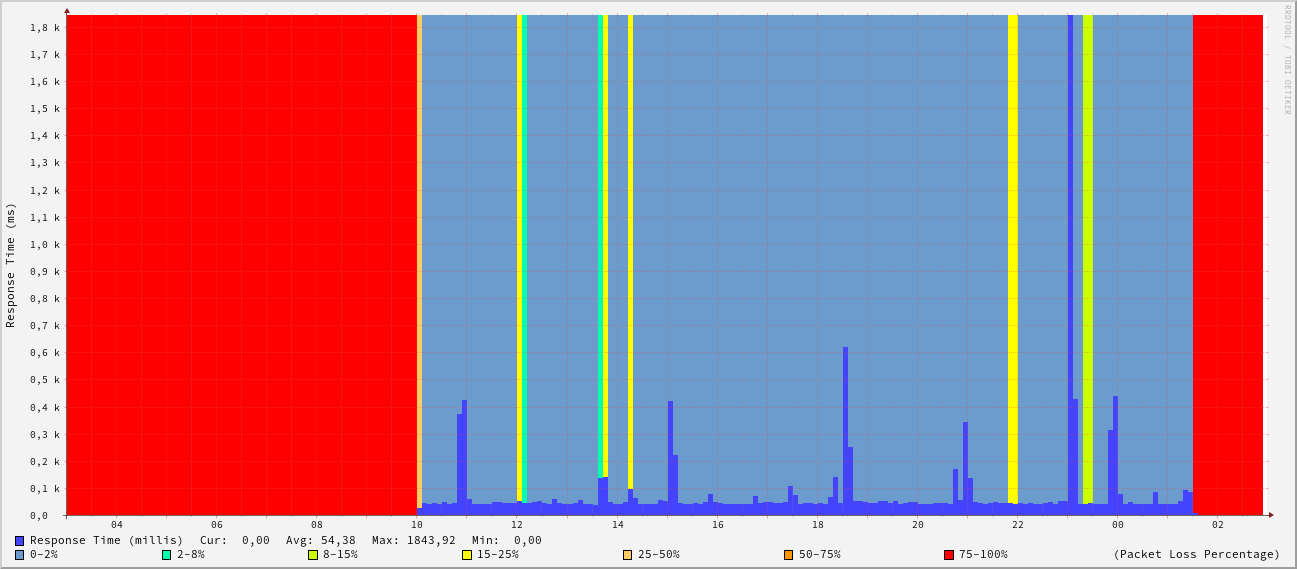 RRDTOOL / TOBI OETIKER
Response Time (ms)
1,8 k
1,7 k
1,6 k
1,5 k
1,4 k
1,3 k
1,2 k
1,1 k
1,0 k
0,9 k
0,8 k
0,7 k
0,6 k
0,5 k
0,4 k
0,3 k
0,2 k
0,1 k
0,0
04 06 08 10 12 14 16 18 20 22 00 02
Response Time (millis) Cur: 0,00 Avg: 54,38 Max: 1843,92 Min: 0,00
0-2% 2-8% 8-15% 15-25% 25-50% 50-75% 75-100% (Packet Loss Percentage)